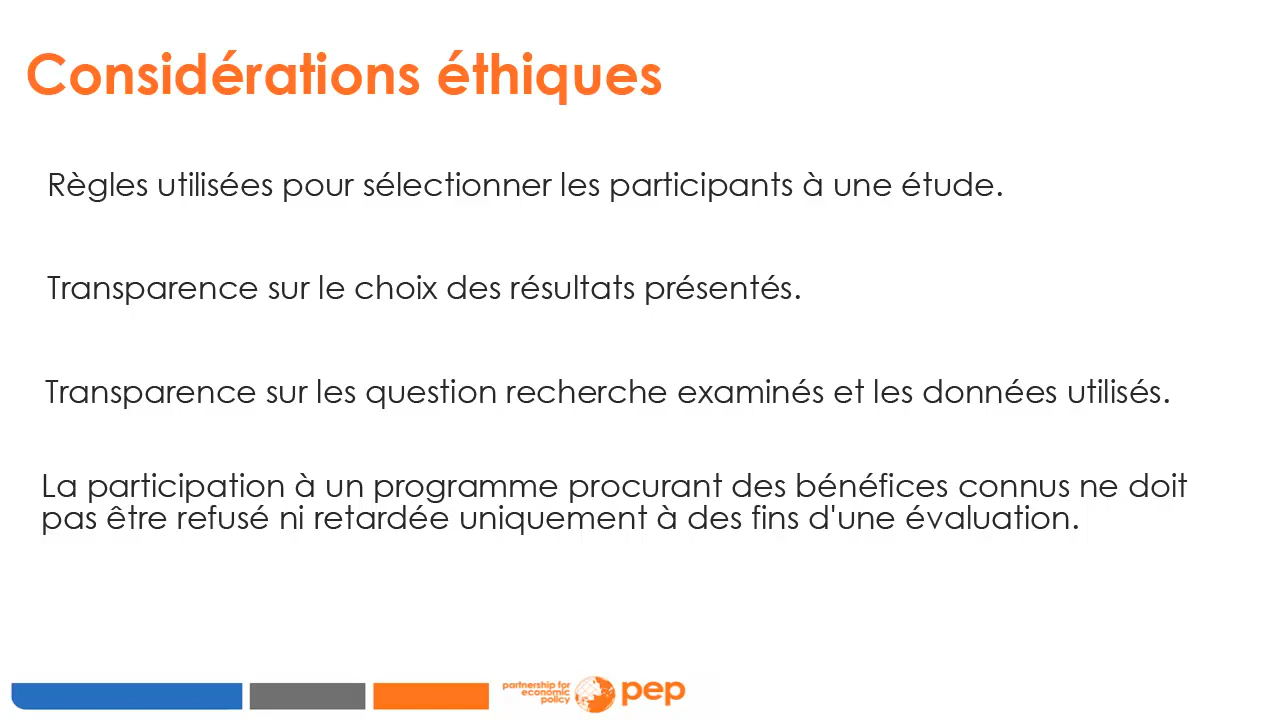 Considérations éthiques
Règles utilisées pour sélectionner les participants à une étude.
Transparence sur le choix des résultats présentés.
Transparence sur les question recherche examinés et les données utilisés.
La participation à un programme procurant des bénéfices connus ne doit
pas être refusé ni retardée uniquement à des fins d'une évaluation.
partnership for
economic
policy
pep